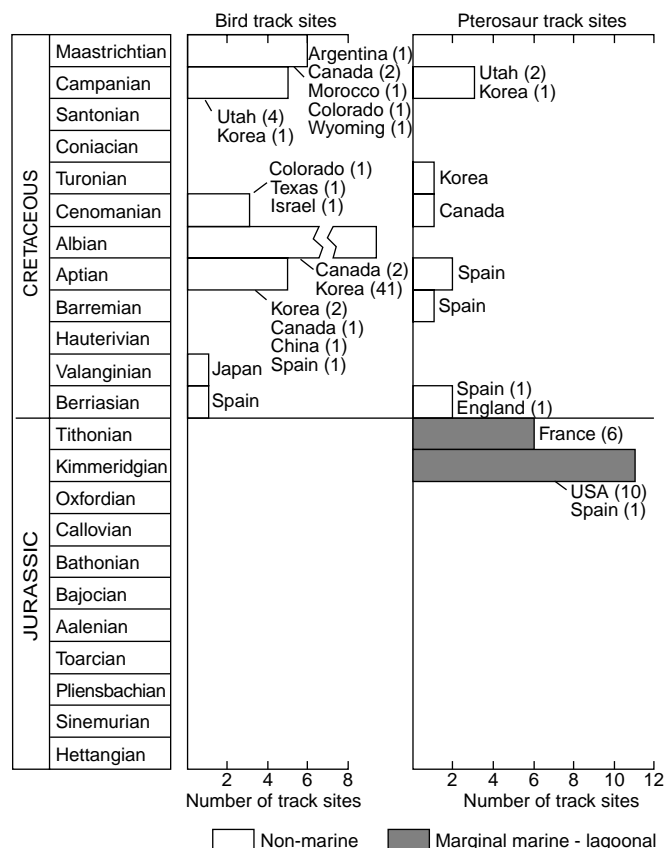 Bird track sites
Pterosaur track sites
CRETACEOUS
Maastrichtian
Campanian
Santonian
Coniacian
Turonian
Cenomanian
Albian
Aptian
Barremian
Hauterivian
Valanginian
Berriasian
JURASSIC
Tithonian
Kimmeridgian
Oxfordian
Callovian
Bathonian
Bajocian
Aalenian
Toarcian
Pliensbachian
Sinemurian
Hettangian
Argentina (1)
Canada (2)
Morocco (1)
Colorado (1)
Wyoming (1)
Utah (4)
Korea (1)
Colorado (1)
Texas (1)
Israel (1)
Canada (2)
Korea (41)
Korea (2)
Canada (1)
China (1)
Spain (1)
Japan
Spain
2 4 6 8
Number of track sites
Utah (2)
Korea (1)
Korea
Canada
Spain
Spain
Spain (1)
England (1)
France (6)
USA (10)
Spain (1)
2 4 6 8 10 12
Number of track sites
Non-marine
Marginal marine - lagoonal